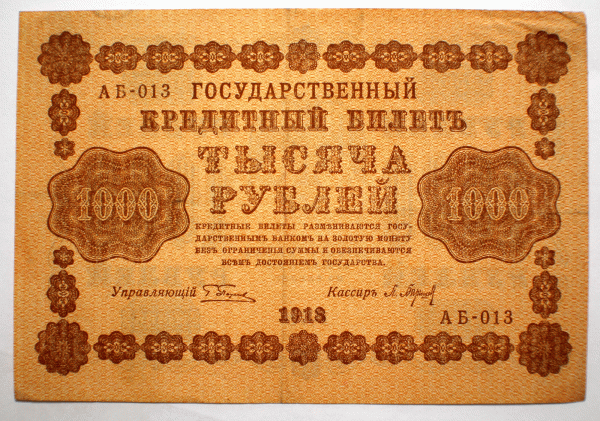 АБ-013 ГОСУДАРСТВЕННЫЙ
КРЕДИТНЫЙ БИЛЕТЪ
ТЫСЯЧА
РУБЛЕЙ
1000 1000
КРЕДИТНЫЕ БИЛЕТЫ РАЗМѢНИВАЮТСЯ ГОСУ-
ДАРСТВЕННЫМЪ БАНКОМЪ НА ЗОЛОТУЮ МОНЕТУ
БЕЗЪ ОГРАНИЧЕНІЯ СУММЫ И ОБЕЗПЕЧИВАЮТСЯ
ВСѢМЪ ДОСТОЯНІЕМЪ ГОСУДАРСТВА.
Управляющій Кассиръ
1918 АБ-013